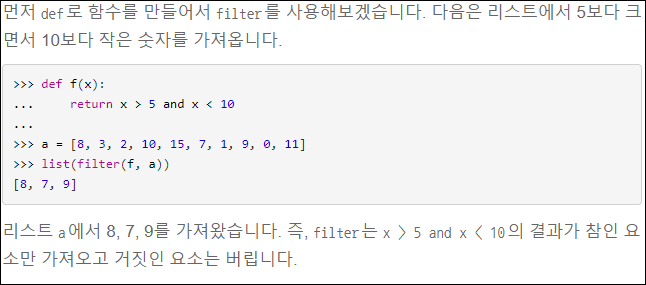 먼저 def로 함수를 만들어서 filter를 사용해보겠습니다. 다음은 리스트에서 5보다 크
면서 10보다 작은 숫자를 가져옵니다.
>>> def f(x):
...     return x > 5 and x < 10
...
>>> a = [8, 3, 2, 10, 15, 7, 1, 9, 0, 11]
>>> list(filter(f, a))
[8, 7, 9]
리스트 a에서 8, 7, 9를 가져왔습니다. 즉, filter는 x > 5 and x < 10의 결과가 참인 요
소만 가져오고 거짓인 요소는 버립니다.